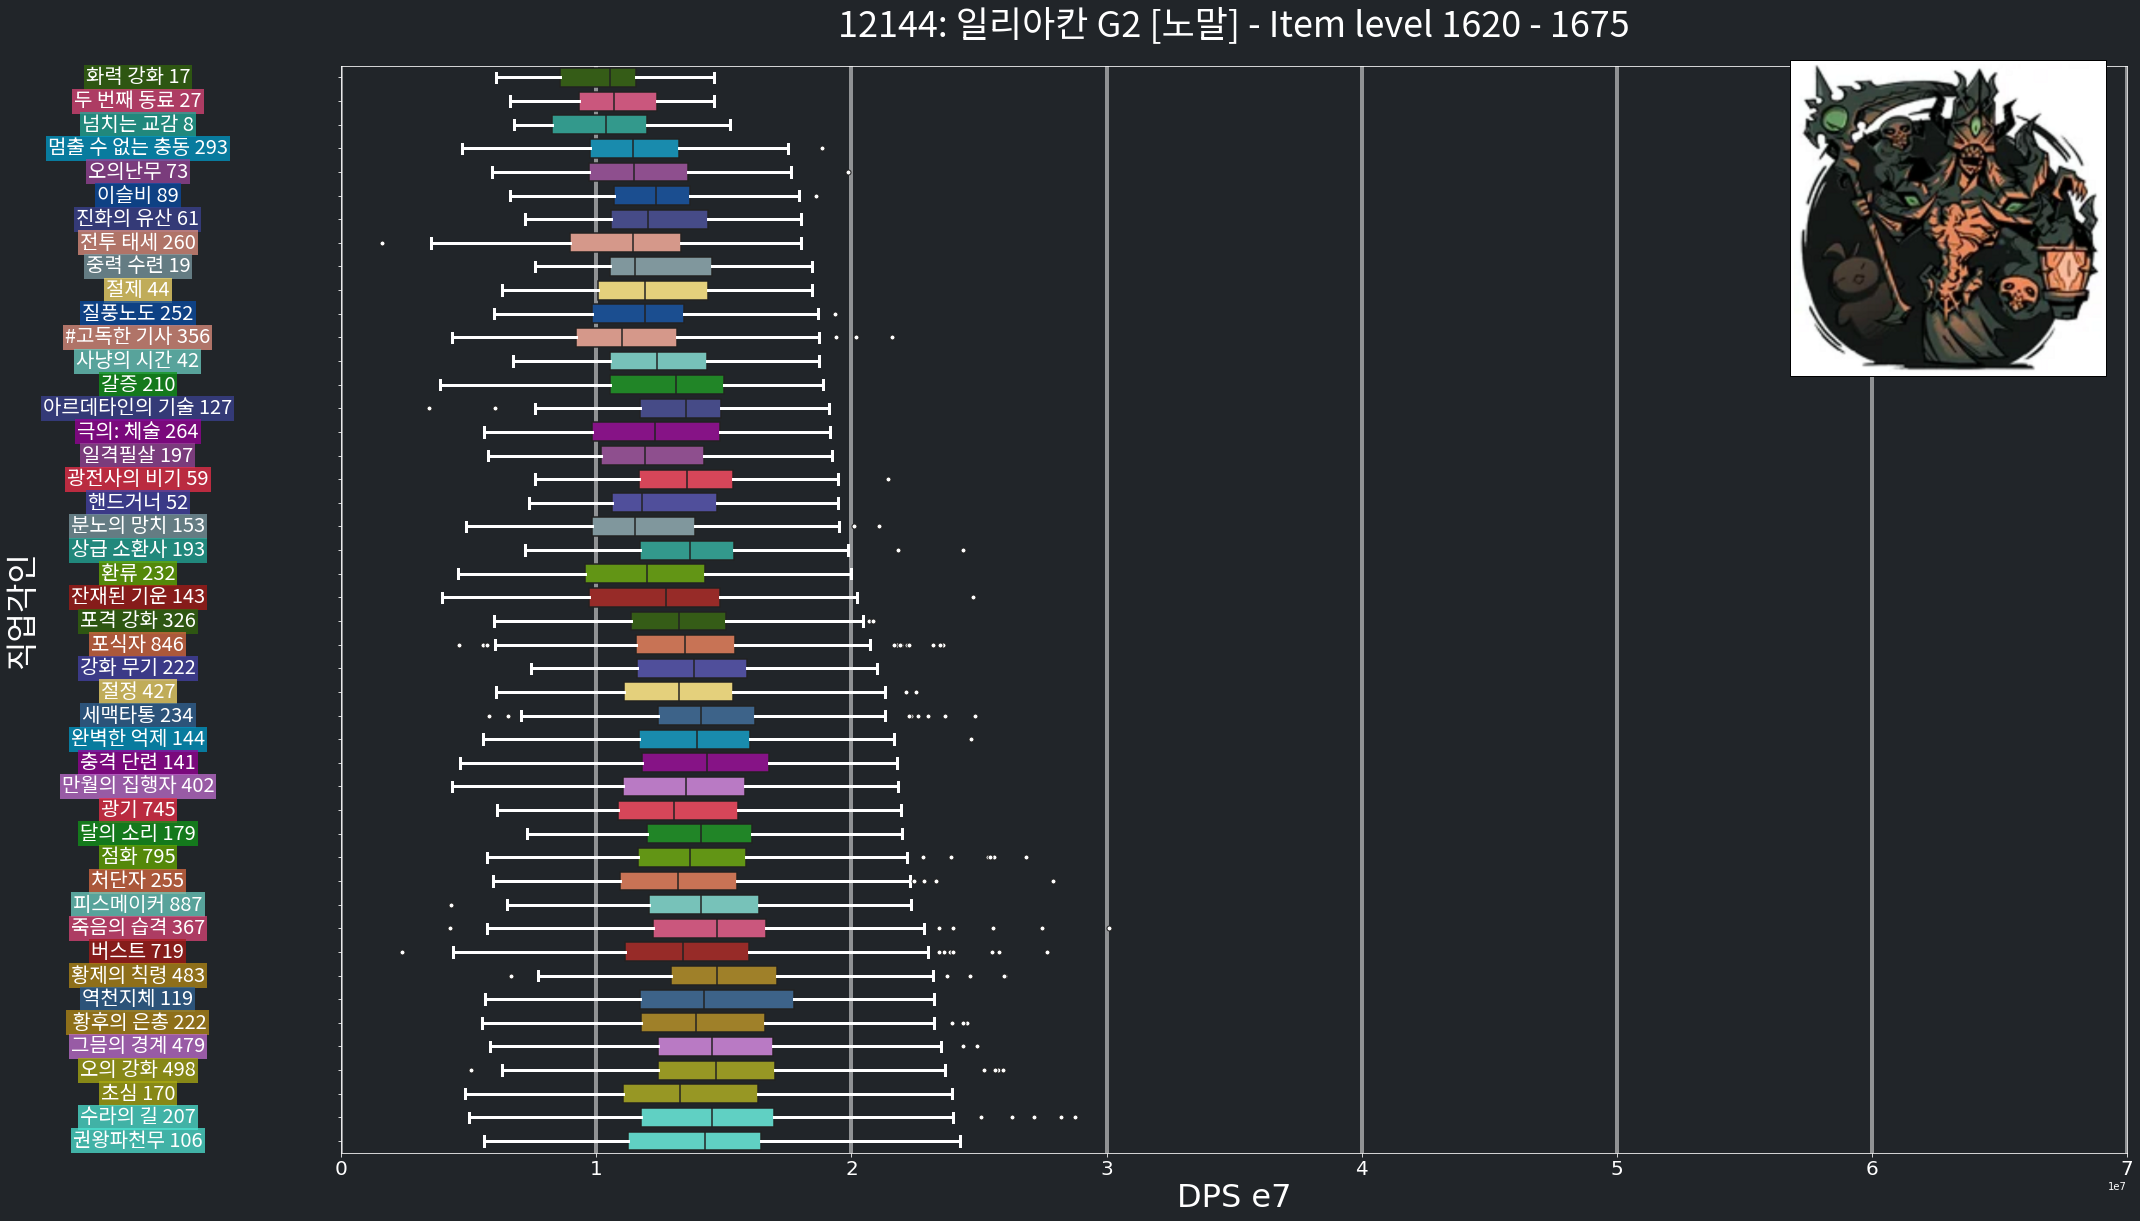 12144: 일리아칸 G2 [노말] - Item level 1620 - 1675
직업각인
화력 강화 17
두 번째 동료 27
넘치는 교감 8
멈출 수 없는 충동 293
오의난무 73
이슬비 89
진화의 유산 61
전투 태세 260
중력 수련 19
절제 44
질풍노도 252
#고독한 기사 356
사냥의 시간 42
갈증 210
아르데타인의 기술 127
극의: 체술 264
일격필살 197
광전사의 비기 59
핸드거너 52
분노의 망치 153
상급 소환사 193
환류 232
잔재된 기운 143
포격 강화 326
포식자 846
강화 무기 222
절정 427
세맥타통 234
완벽한 억제 144
충격 단련 141
만월의 집행자 402
광기 745
달의 소리 179
점화 795
처단자 255
피스메이커 887
죽음의 습격 367
버스트 719
황제의 칙령 483
역천지체 119
황후의 은총 222
그믐의 경계 479
오의 강화 498
초심 170
수라의 길 207
권왕파천무 106
0 1 2 3 4 5 6 7
1e7
DPS e7